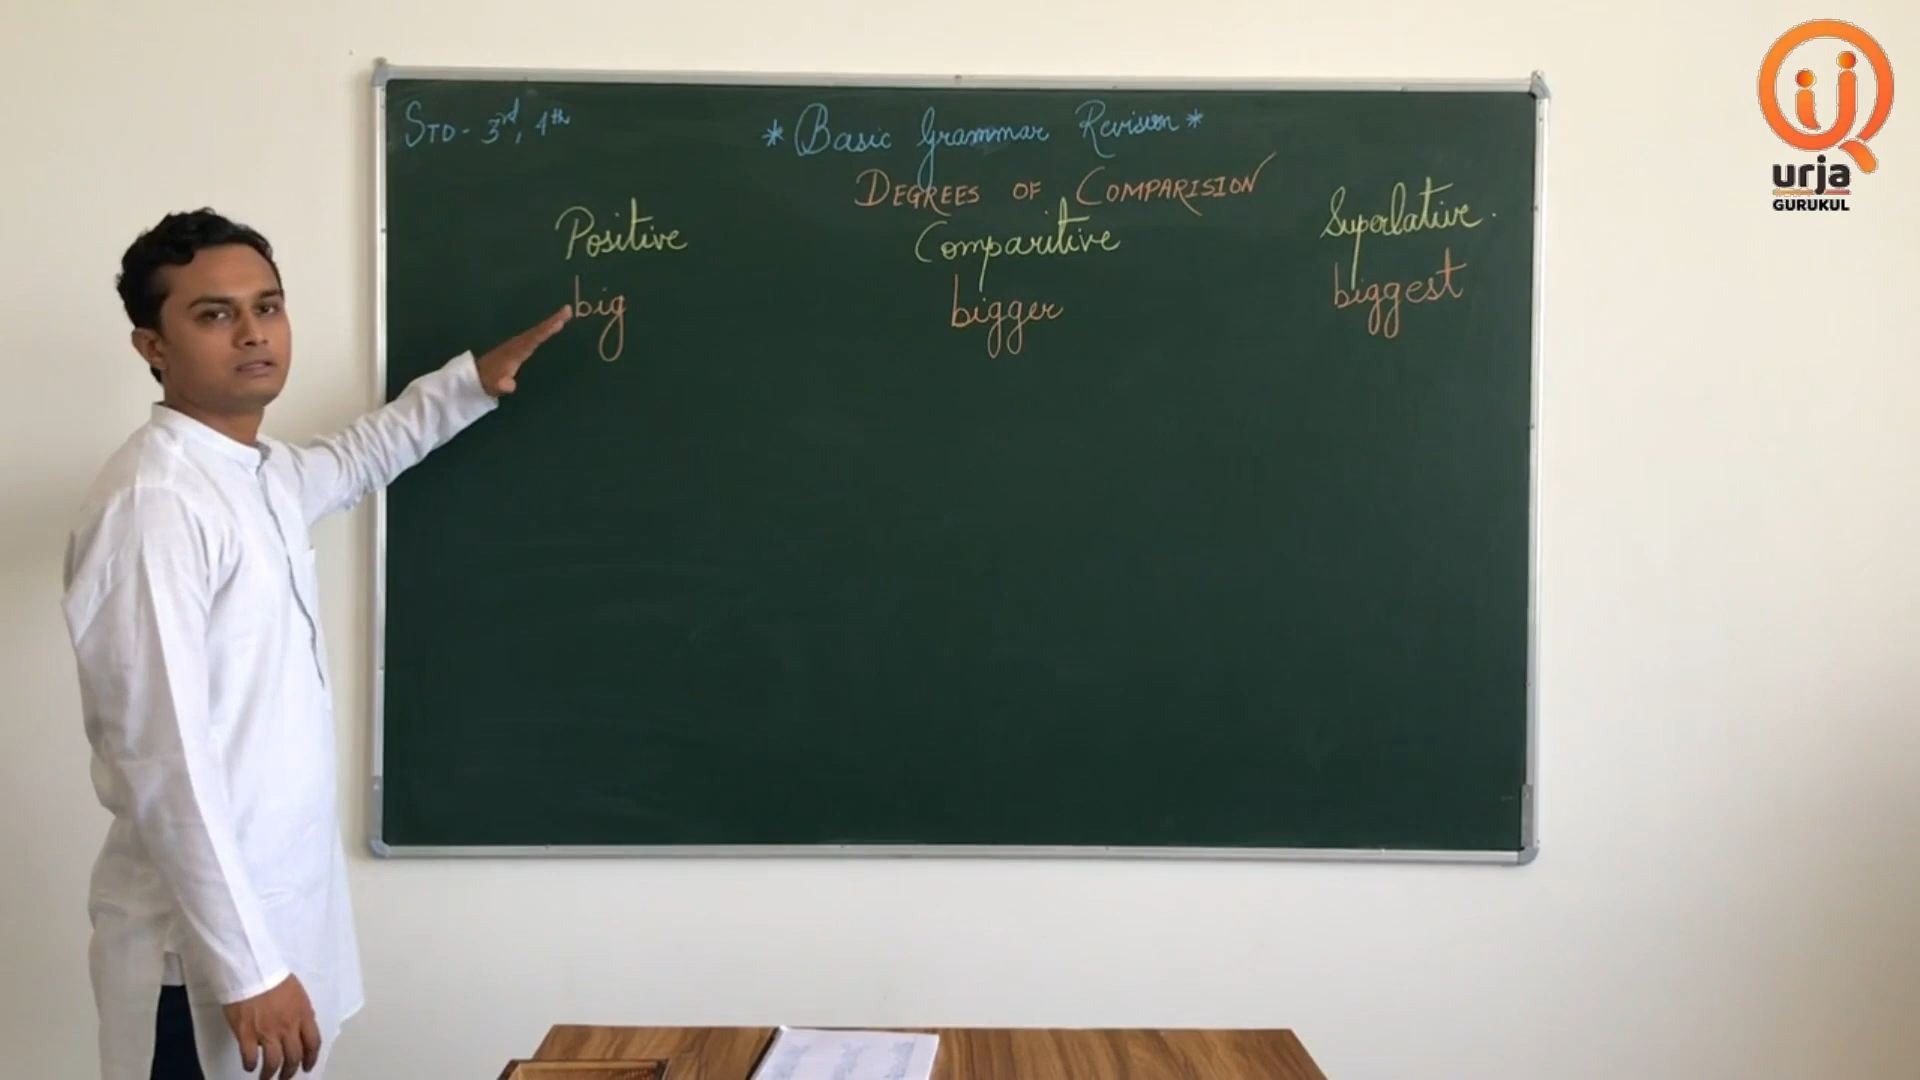 STD - 3rd, 4th
* Basic Grammar Revision *
DEGREES OF COMPARISION
Positive Comparitive Superlative.
big bigger biggest
urja
GURUKUL